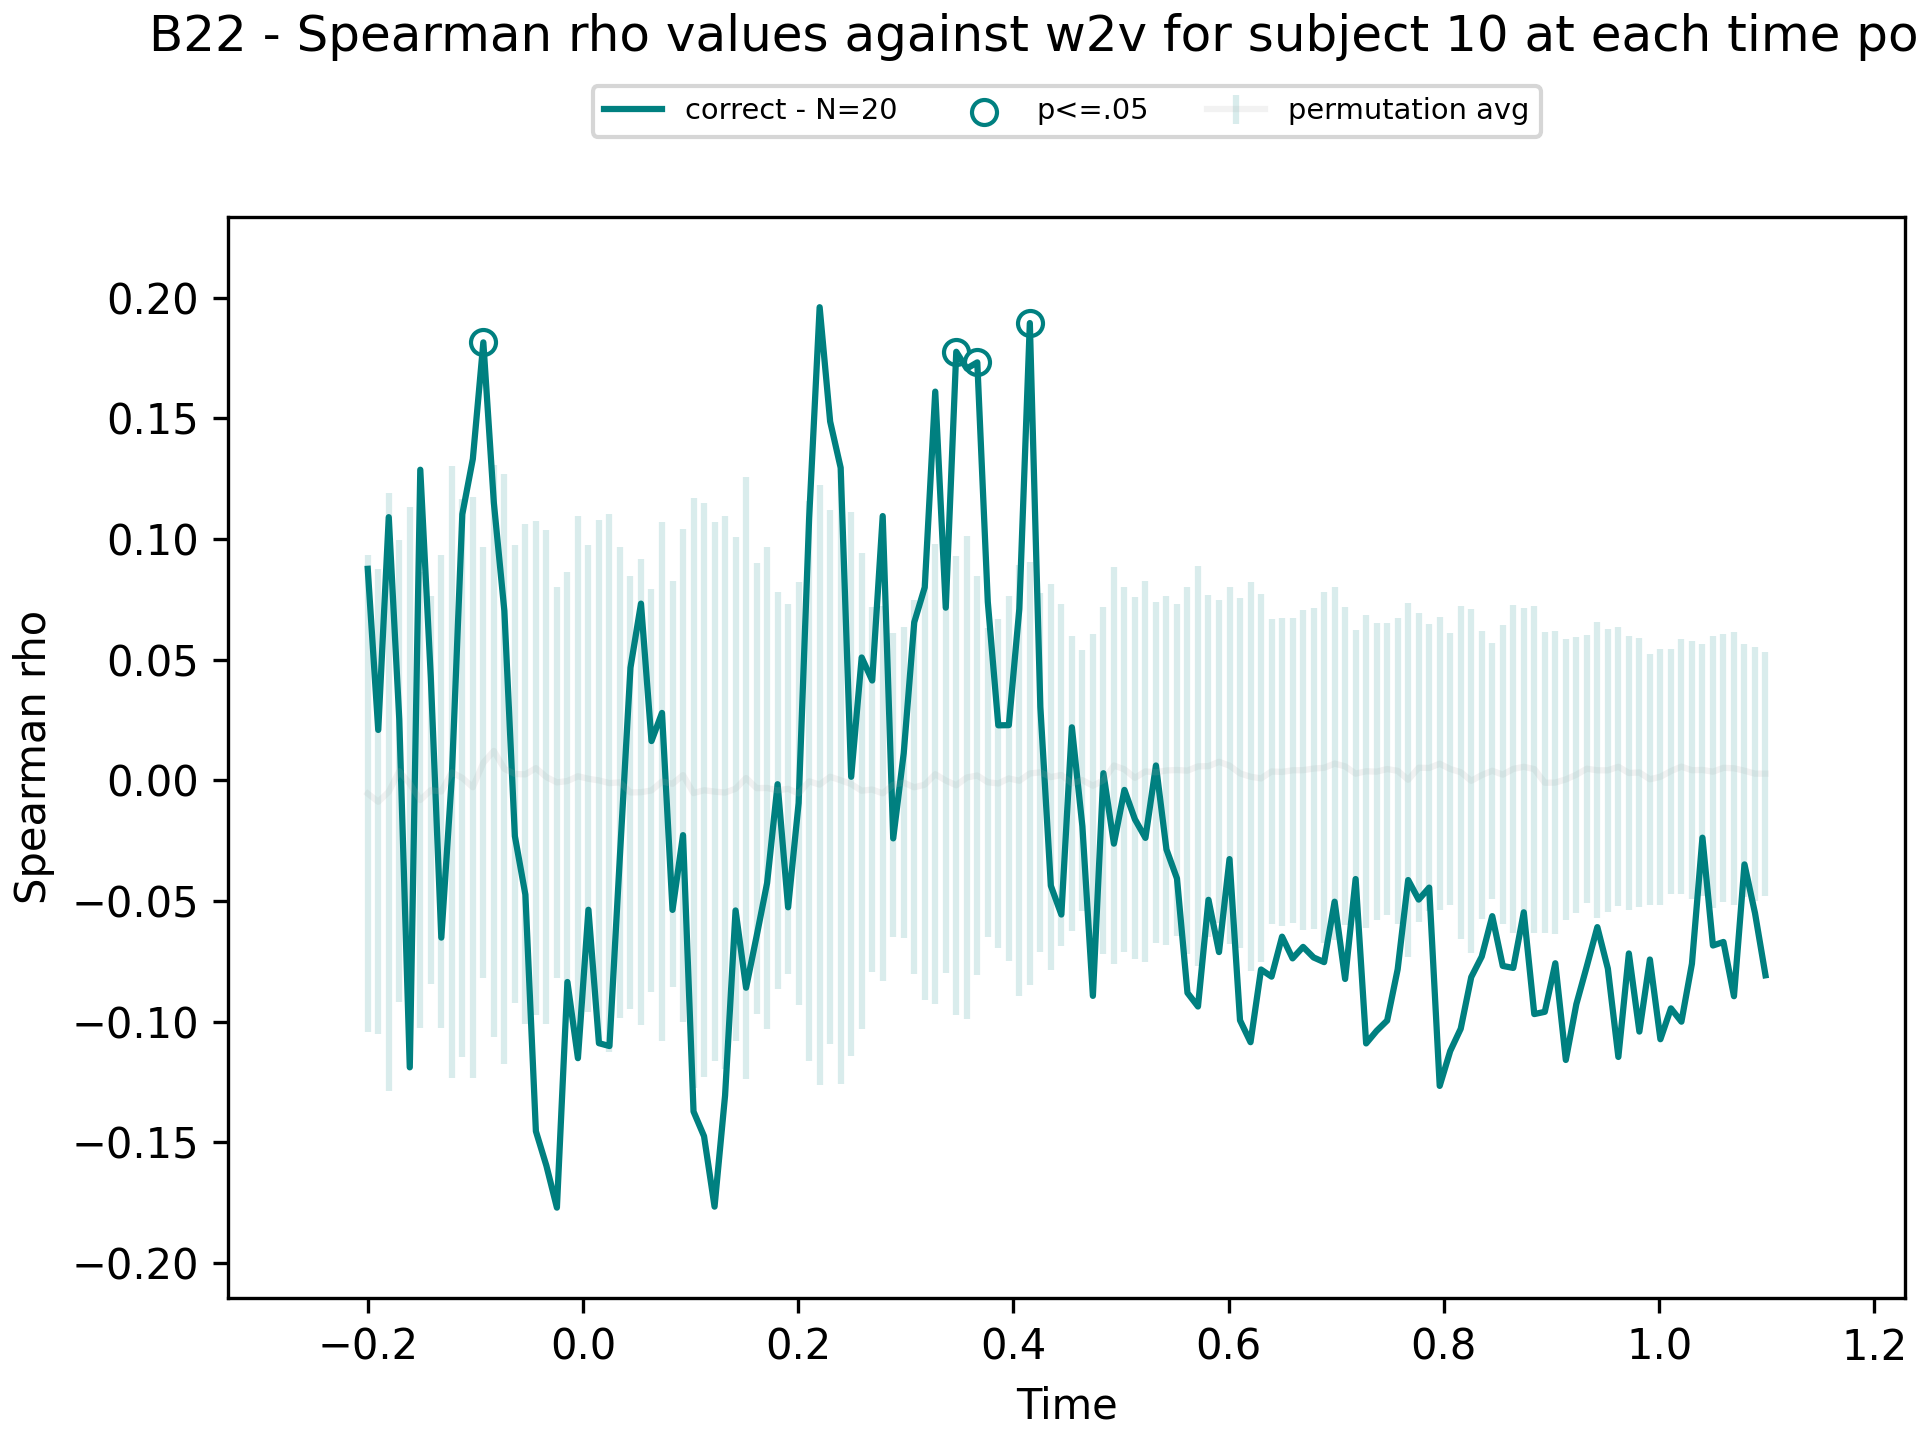 B22 - Spearman rho values against w2v for subject 10 at each time po
correct - N=20 p<=.05 permutation avg
0.20
0.15
0.10
0.05
0.00
−0.05
−0.10
−0.15
−0.20
Spearman rho
−0.2 0.0 0.2 0.4 0.6 0.8 1.0 1.2
Time